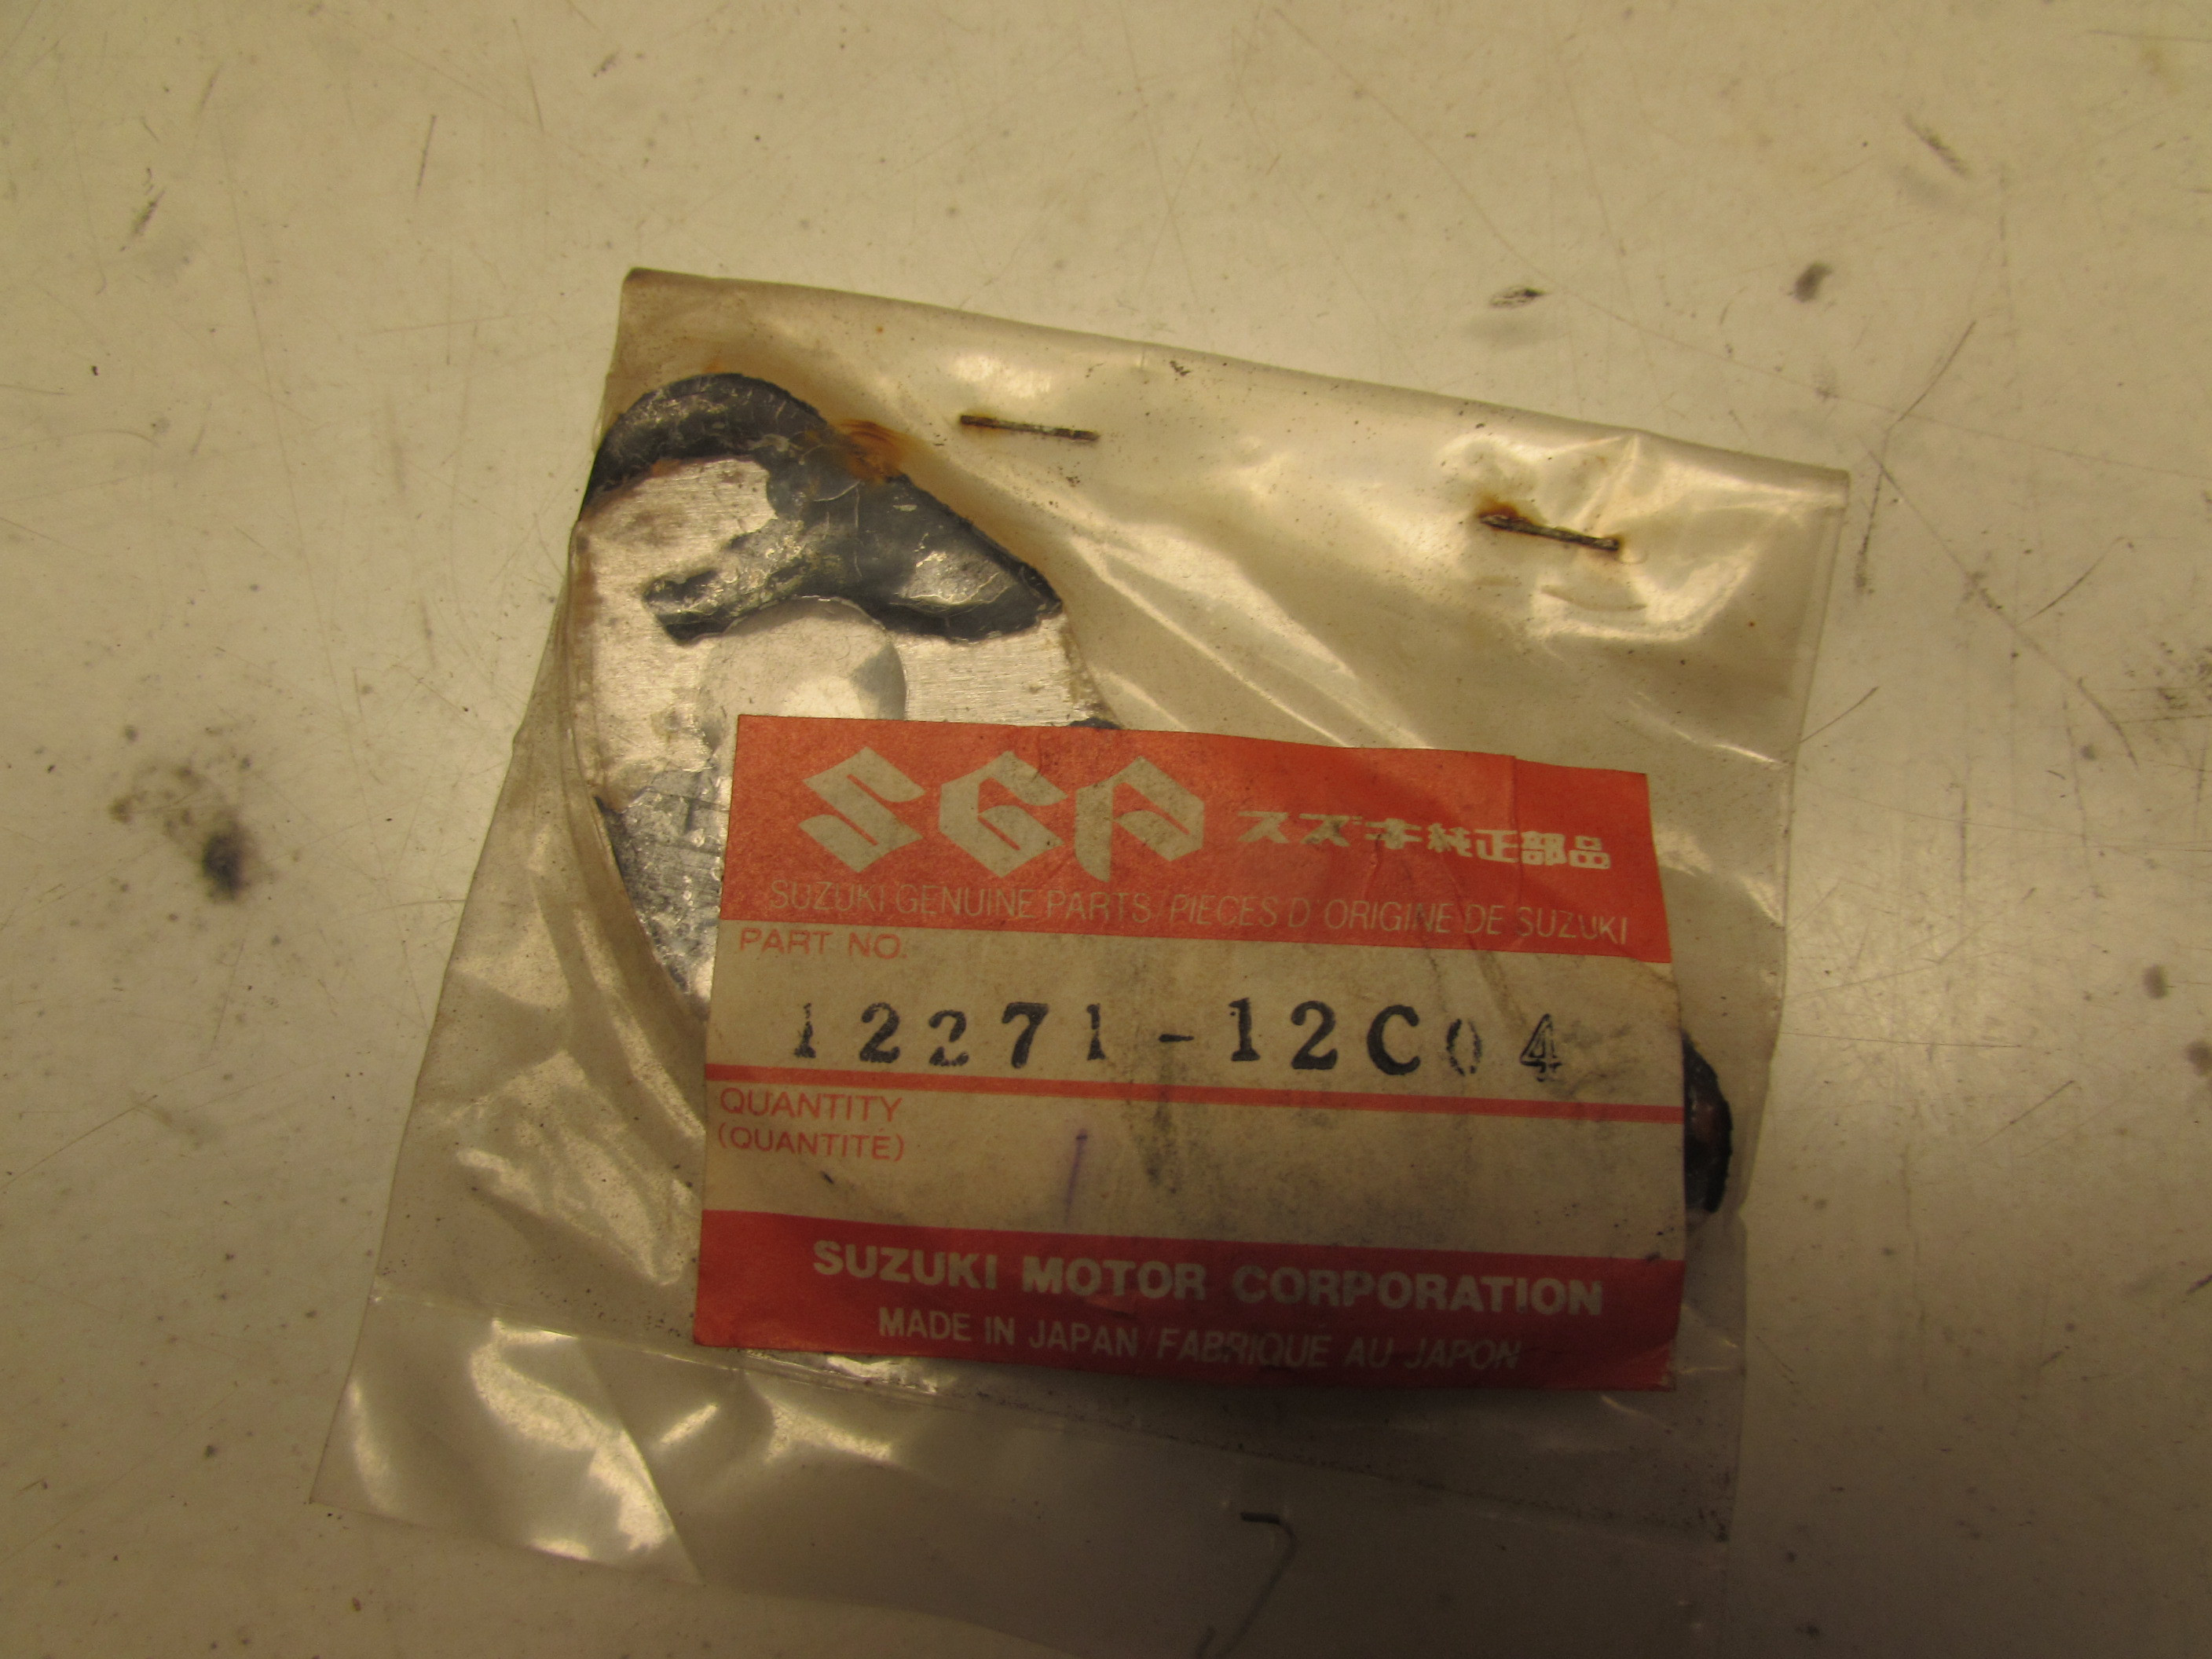 SGP スズキ純正部品
SUZUKI GENUINE PARTS/PIECES D'ORIGINE DE SUZUKI
PART NO.
12271-12C04
QUANTITY
(QUANTITE)
1
SUZUKI MOTOR CORPORATION
MADE IN JAPAN/FABRIQUE AU JAPON